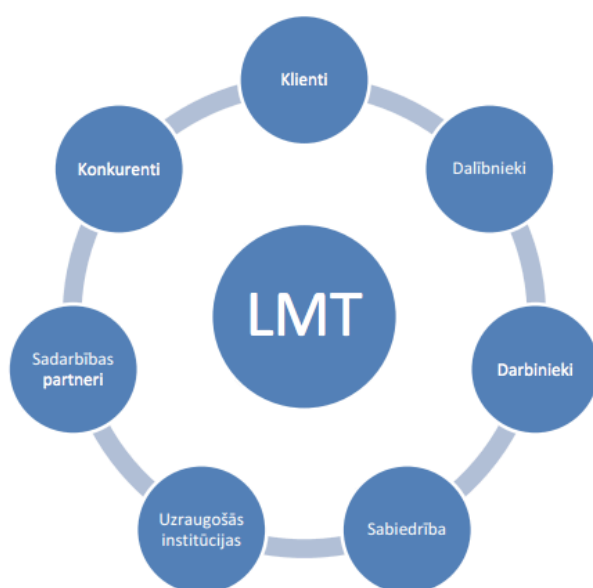 Klienti
Dalībnieki
Darbinieki
Sabiedrība
Uzraugošās
institūcijas
Sadarbības
partneri
Konkurenti
LMT